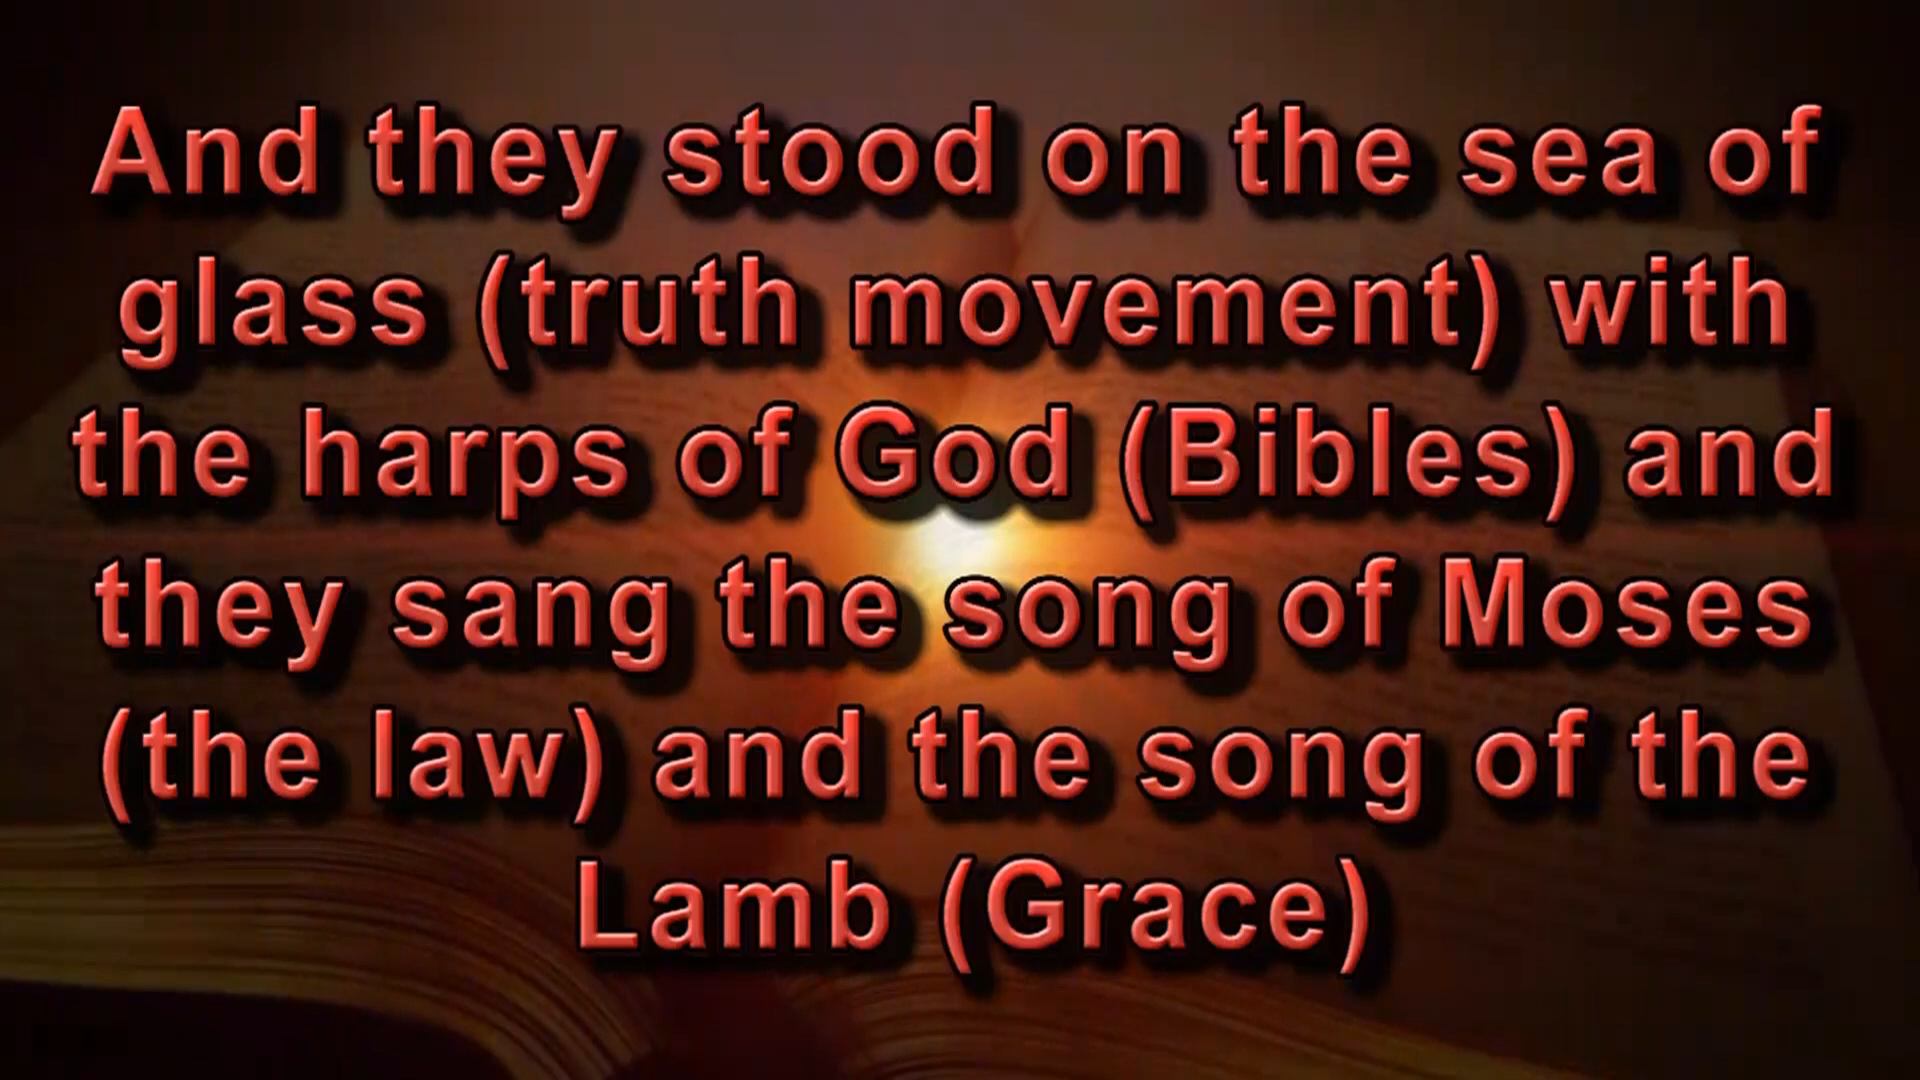 And they stood on the sea of
glass (truth movement) with
the harps of God (Bibles) and
they sang the song of Moses
(the law) and the song of the
Lamb (Grace)